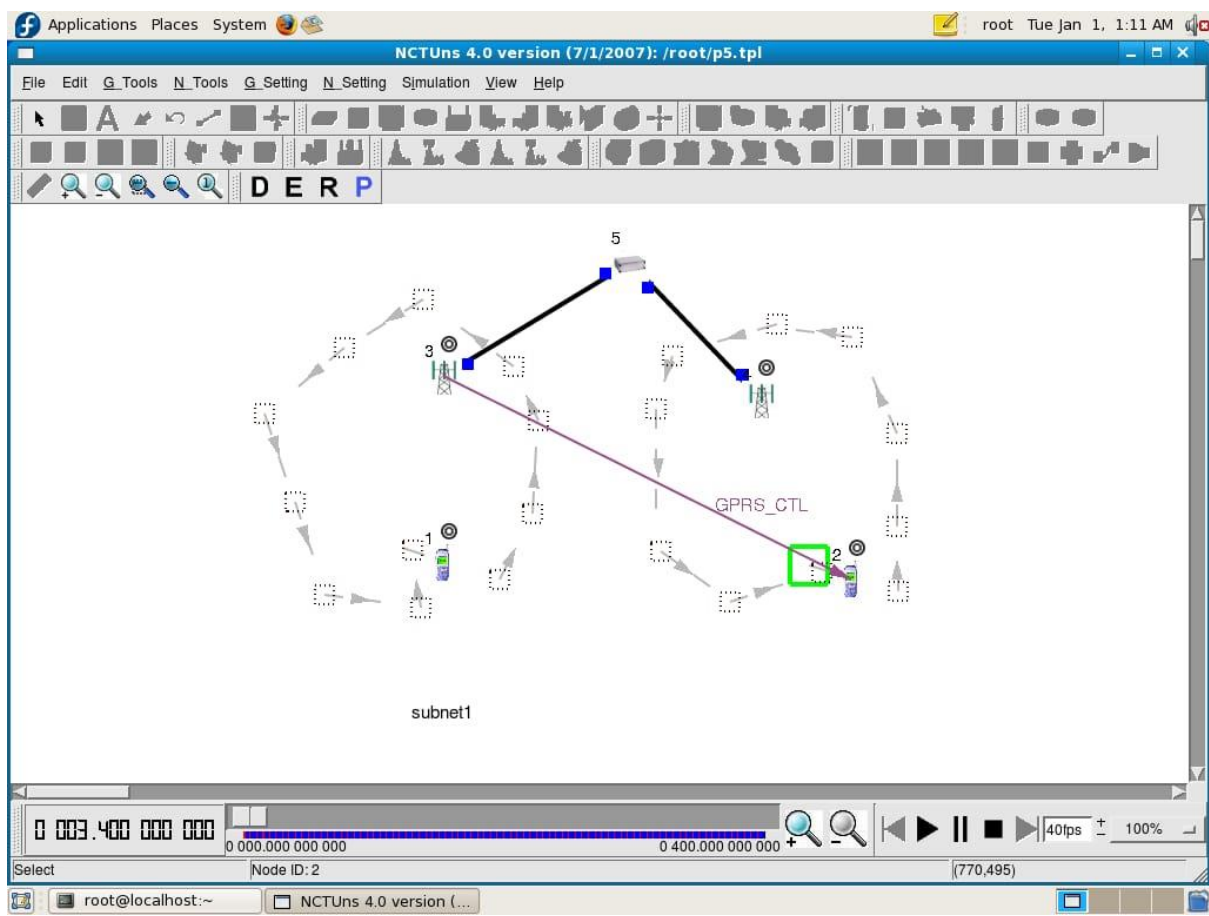 Applications Places System root Tue Jan 1, 1:11 AM
NCTUns 4.0 version (7/1/2007): /root/p5.tpl
File Edit G_Tools N_Tools G_Setting N_Setting Simulation View Help
A
D E R P
5
3
GPRS_CTL
1
2
subnet1
0 003.400 000 000
0 000.000 000 000 0 400.000 000 000
40fps
100%
Select Node ID: 2 (770,495)
root@localhost:~ NCTUns 4.0 version (...